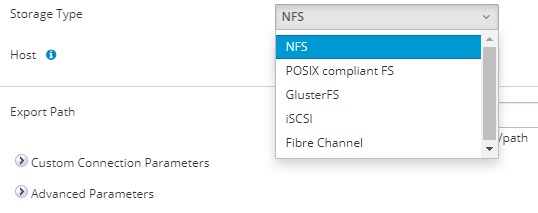 Storage Type NFS
NFS
Host
POSIX compliant FS
GlusterFS
iSCSI
Export Path
/path
Fibre Channel
Custom Connection Parameters
Advanced Parameters